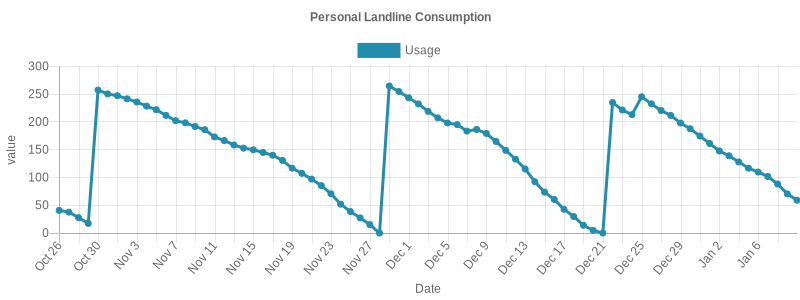 Personal Landline Consumption
Usage
300
250
200
150
100
50
0
value
Oct 26
Oct 30
Nov 3
Nov 7
Nov 11
Nov 15
Nov 19
Nov 23
Nov 27
Dec 1
Dec 5
Dec 9
Dec 13
Dec 17
Dec 21
Dec 25
Dec 29
Jan 2
Jan 6
Date